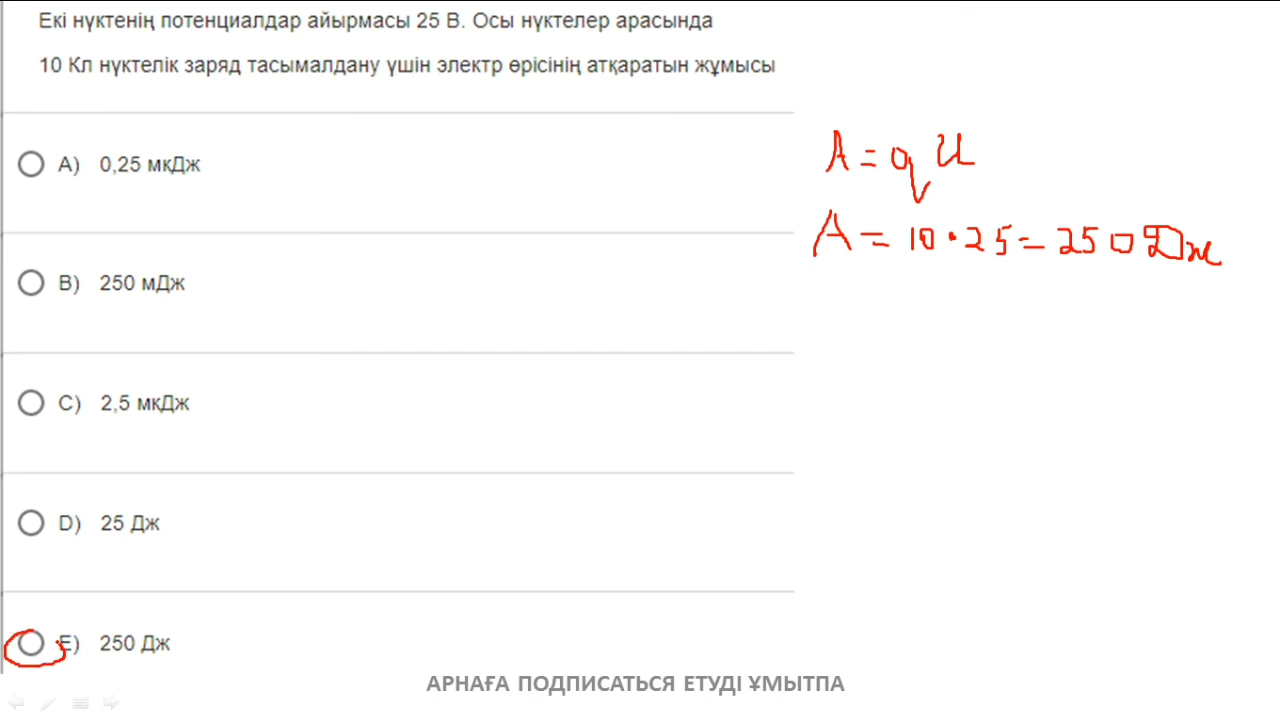 Екі нүктенің потенциалдар айырмасы 25 В. Осы нүктелер арасында
10 Кл нүктелік заряд тасымалдану үшін электр өрісінің атқаратын жұмысы
A) 0,25 мкДж
B) 250 мДж
C) 2,5 мкДж
D) 25 Дж
E) 250 Дж
A = q U
A = 10 • 25 = 250 Дж
АРНАҒА ПОДПИСАТЬСЯ ЕТУДІ ҰМЫТПА